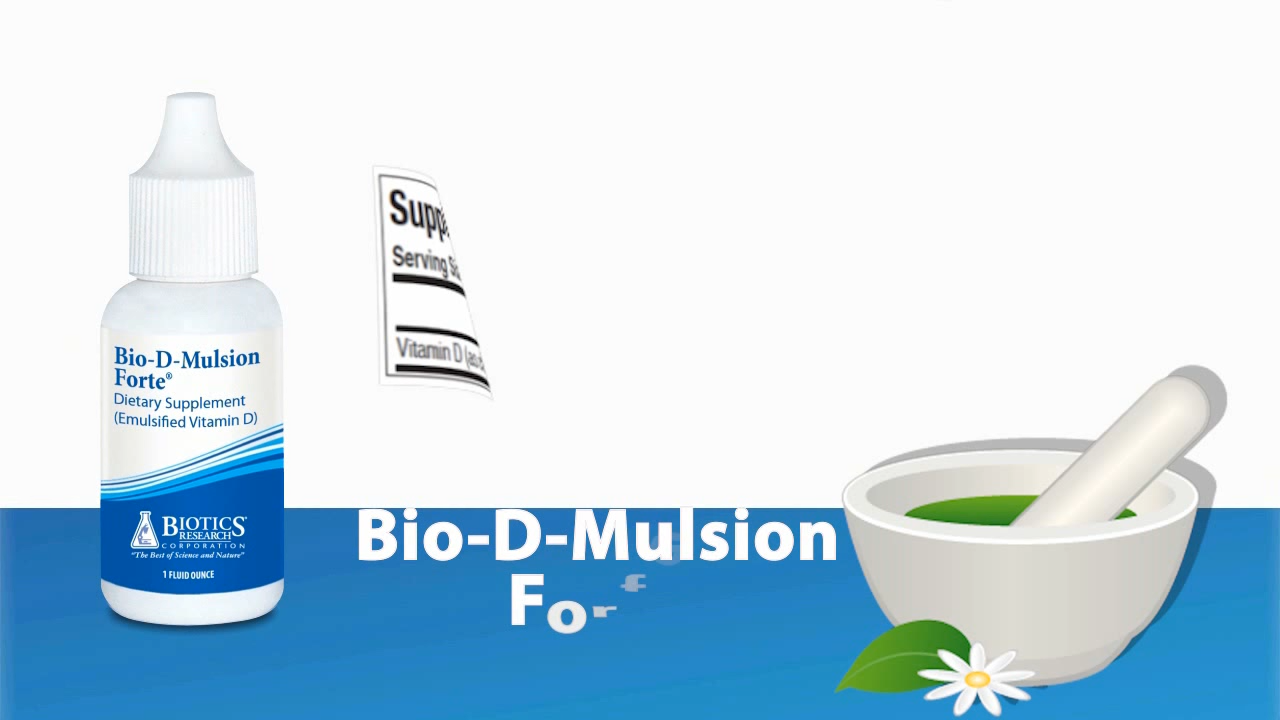 Bio-D-Mulsion
Forte®
Dietary Supplement
(Emulsified Vitamin D)
BIOTICS
RESEARCH
CORPORATION
"The Best of Science and Nature"
1 FLUID OUNCE
Serving
Vitamin D
Bio-D-Mulsion